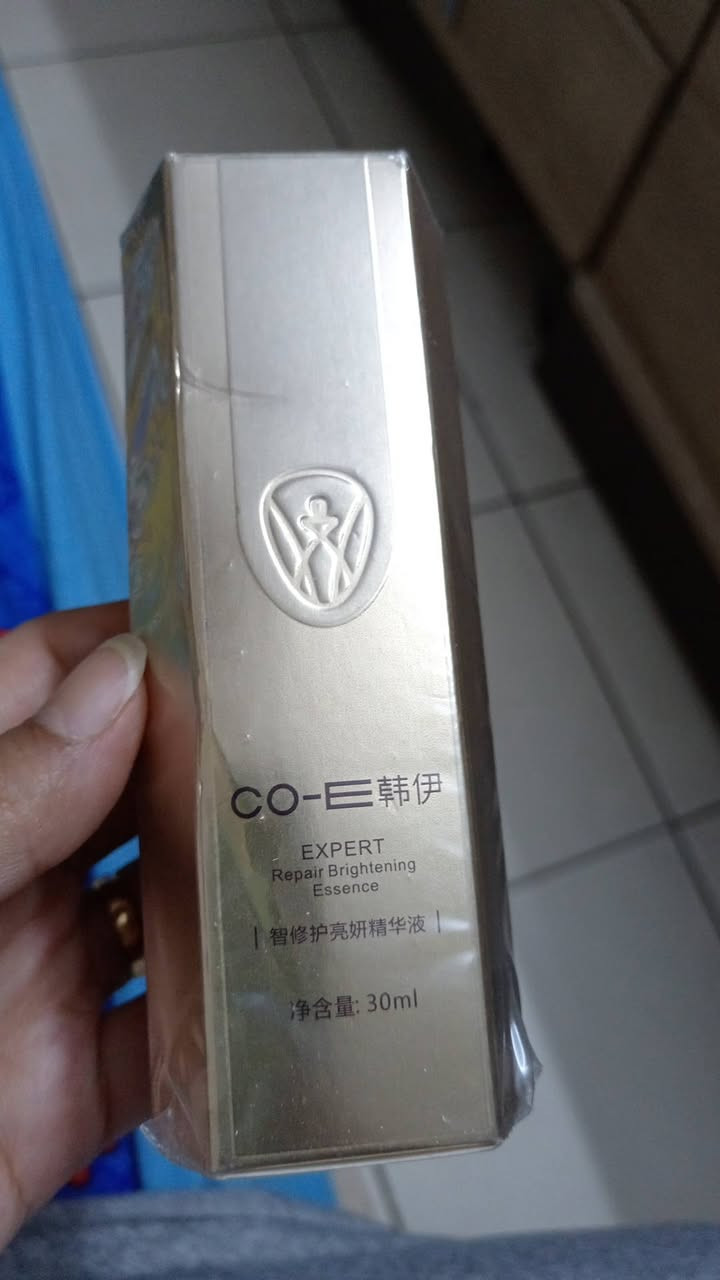 CO-E韩伊
EXPERT
Repair Brightening
Essence
| 智修护亮妍精华液 |
净含量: 30ml